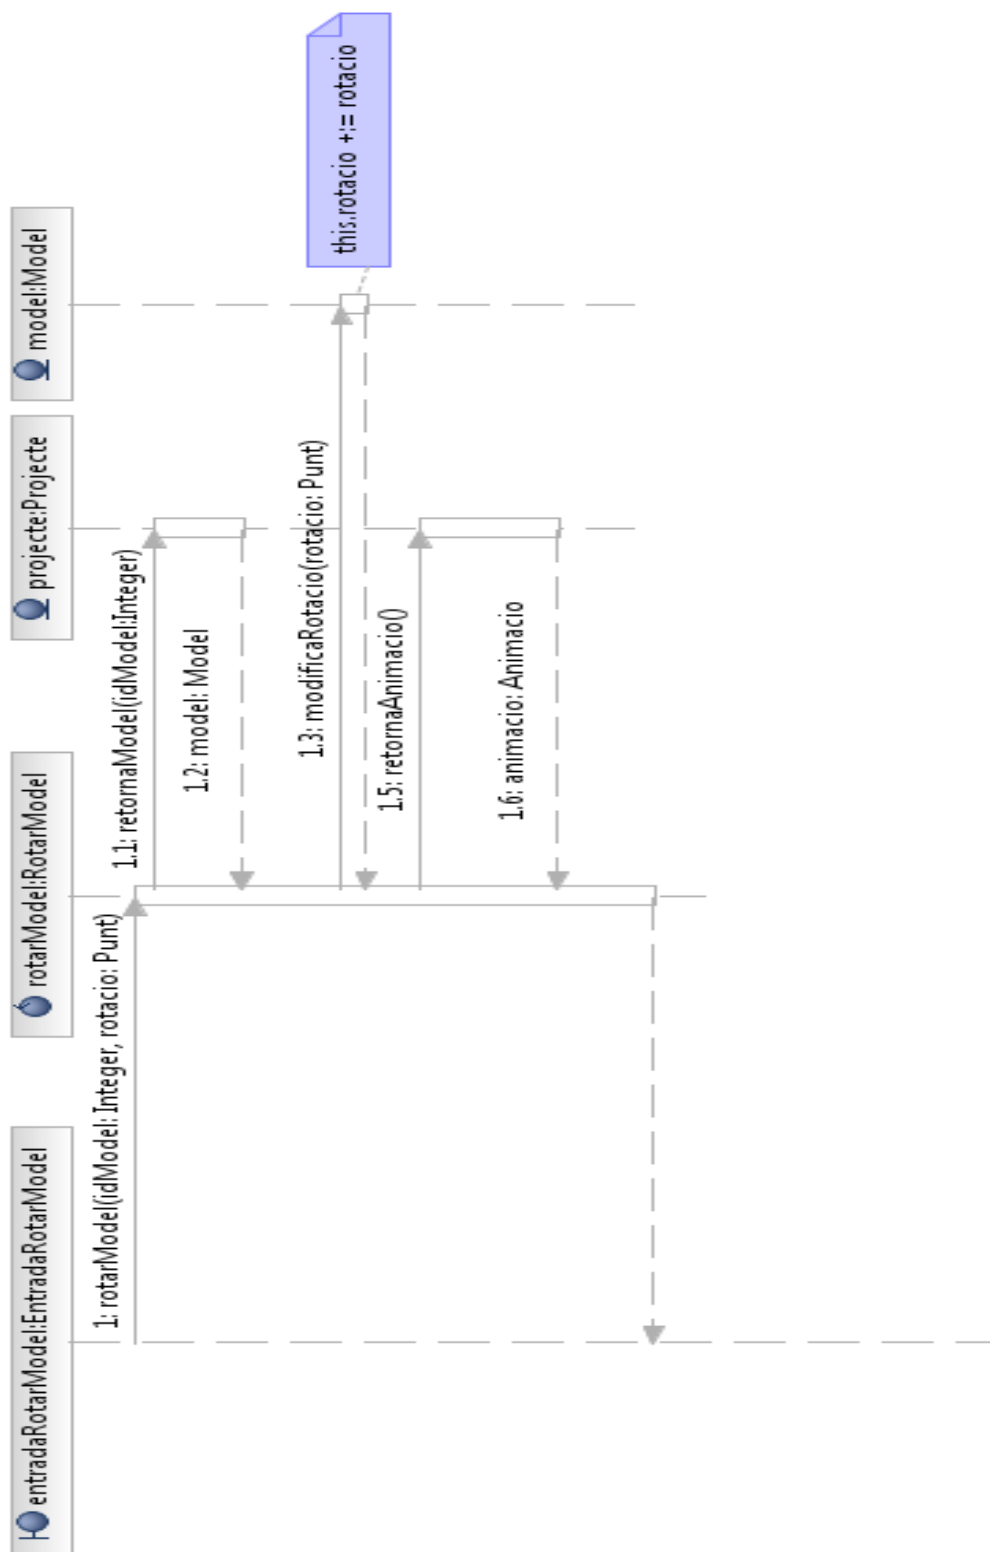 entradaRotarModel:EntradaRotarModel
rotarModel:RotarModel
projecte:Projecte
model:Model
1: rotarModel(idModel: Integer, rotacio: Punt)
1.1: retornaModel(idModel:Integer)
1.2: model: Model
1.3: modificaRotacio(rotacio: Punt)
this.rotacio +:= rotacio
1.5: retornaAnimacio()
1.6: animacio: Animacio